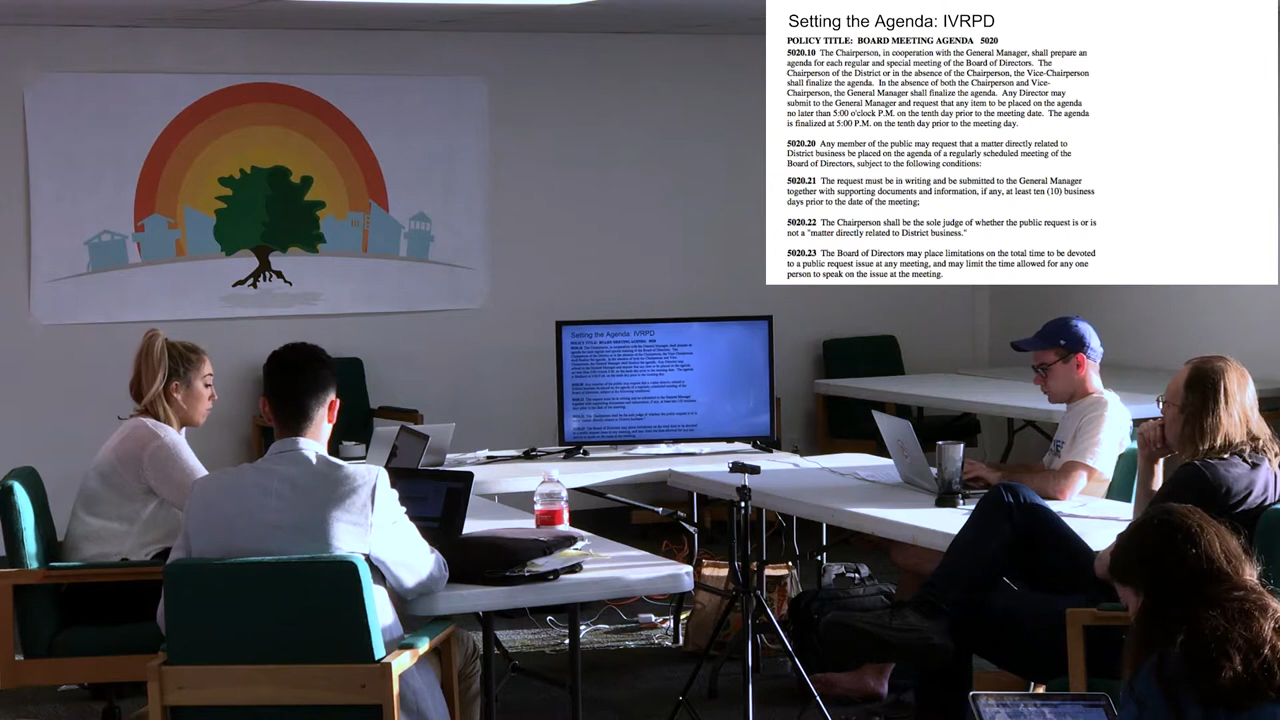 Setting the Agenda: IVRPD
POLICY TITLE: BOARD MEETING AGENDA 5020
5020.10 The Chairperson, in cooperation with the General Manager, shall prepare an
agenda for each regular and special meeting of the Board of Directors. The
Chairperson of the District or in the absence of the Chairperson, the Vice-Chairperson
shall finalize the agenda. In the absence of both the Chairperson and Vice-
Chairperson, the General Manager shall finalize the agenda. Any Director may
submit to the General Manager and request that any item to be placed on the agenda
no later than 5:00 o'clock P.M. on the tenth day prior to the meeting date. The agenda
is finalized at 5:00 P.M. on the tenth day prior to the meeting day.
5020.20 Any member of the public may request that a matter directly related to
District business be placed on the agenda of a regularly scheduled meeting of the
Board of Directors, subject to the following conditions:
5020.21 The request must be in writing and be submitted to the General Manager
together with supporting documents and information, if any, at least ten (10) business
days prior to the date of the meeting;
5020.22 The Chairperson shall be the sole judge of whether the public request is or is
not a "matter directly related to District business."
5020.23 The Board of Directors may place limitations on the total time to be devoted
to a public request issue at any meeting, and may limit the time allowed for any one
person to speak on the issue at the meeting.
Setting the Agenda: IVRPD
POLICY TITLE: BOARD MEETING AGENDA 5020